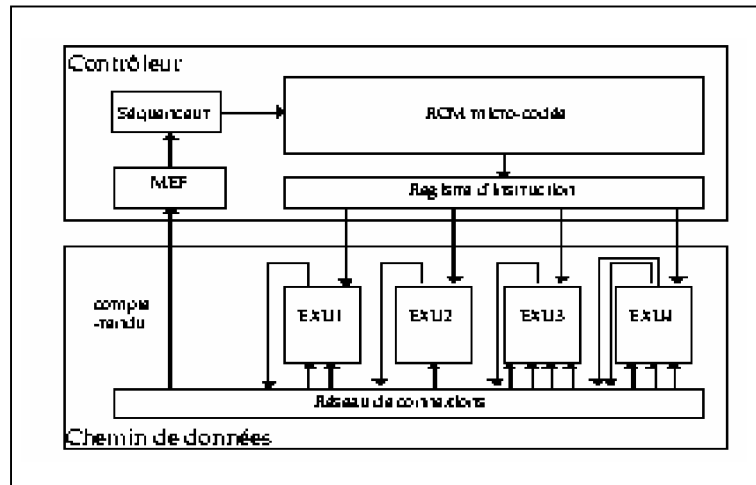 Contrôleur
Séquenceur
ROM micro-codée
MEF
Registre d'instruction
compte
-rendu
EXU1
EXU2
EXU3
EXU4
Réseau de connexions
Chemin de données